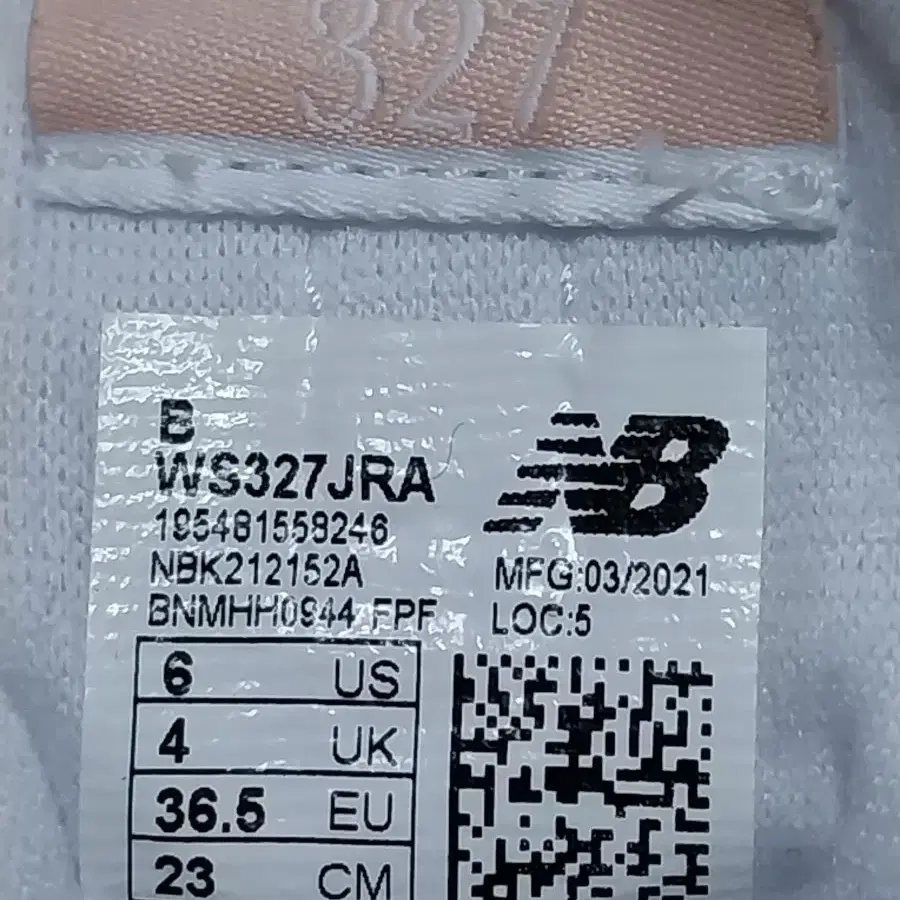 327
B
WS327JRA
NB
195481558246
NBK212152A
MFG:03/2021
BNMHH0944 FPF
LOC:5
6 US
4 UK
36.5 EU
23 CM